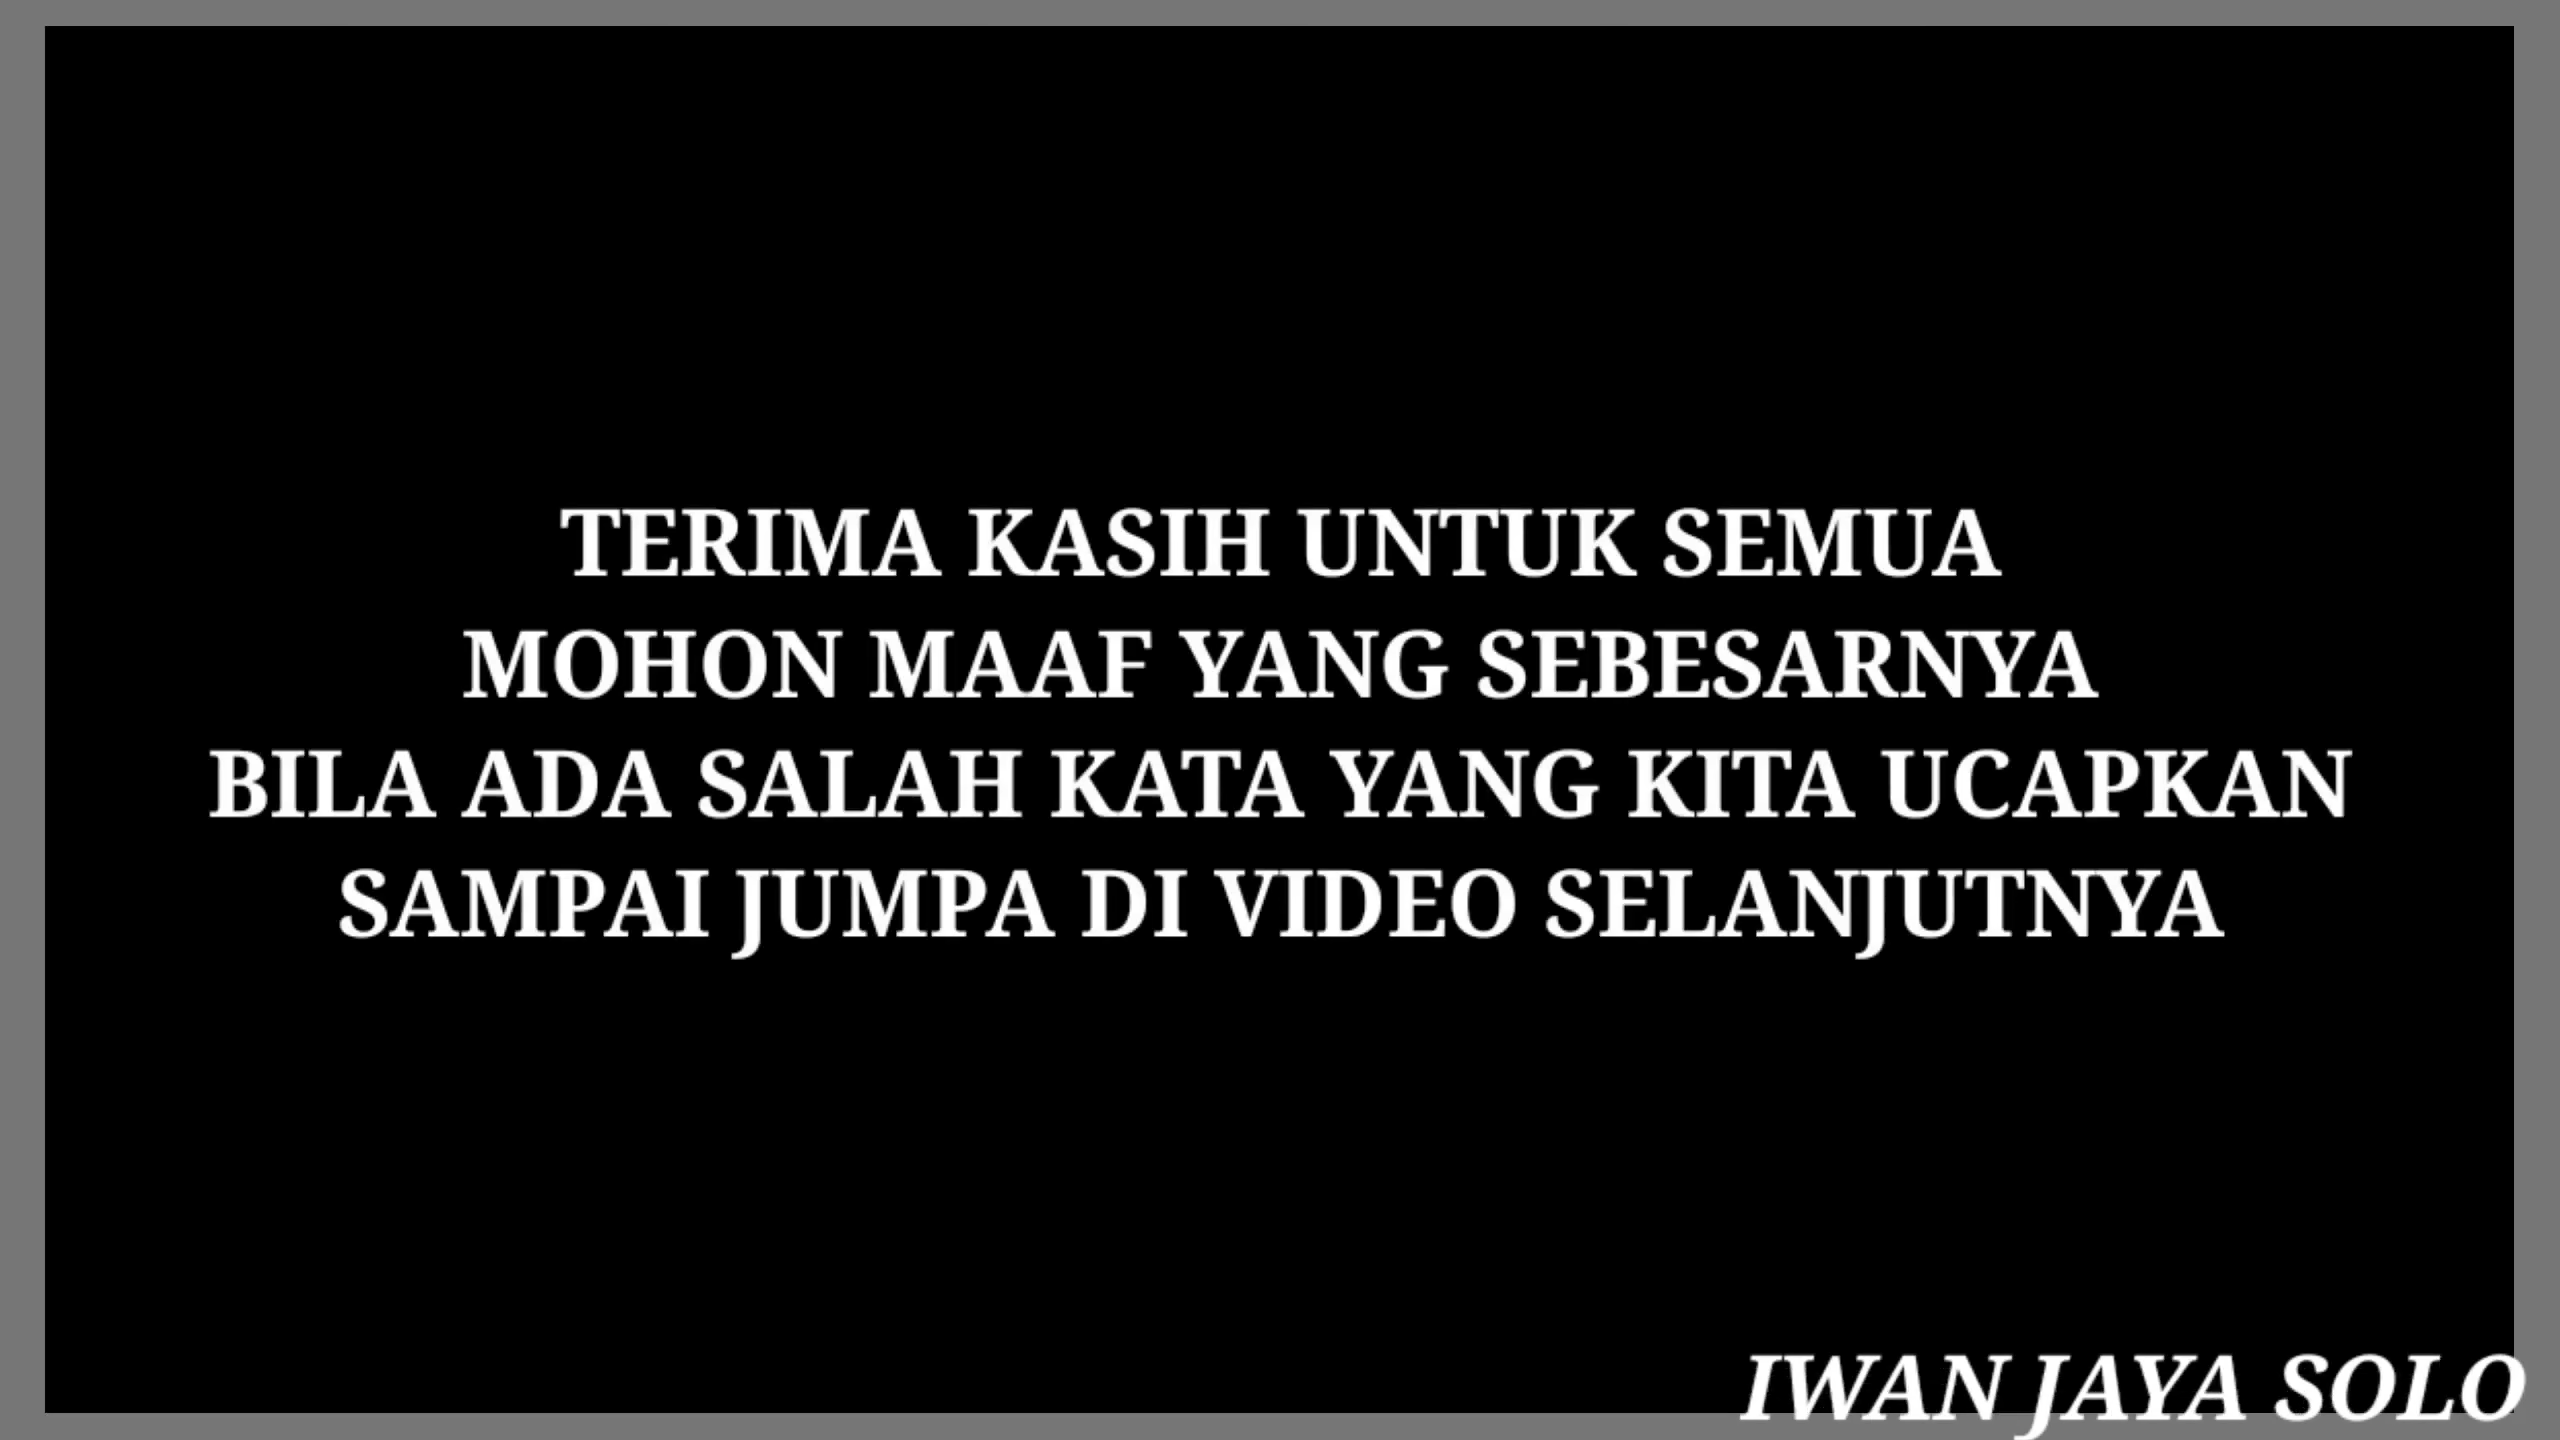 TERIMA KASIH UNTUK SEMUA
MOHON MAAF YANG SEBESARNYA
BILA ADA SALAH KATA YANG KITA UCAPKAN
SAMPAI JUMPA DI VIDEO SELANJUTNYA
IWAN JAYA SOLO